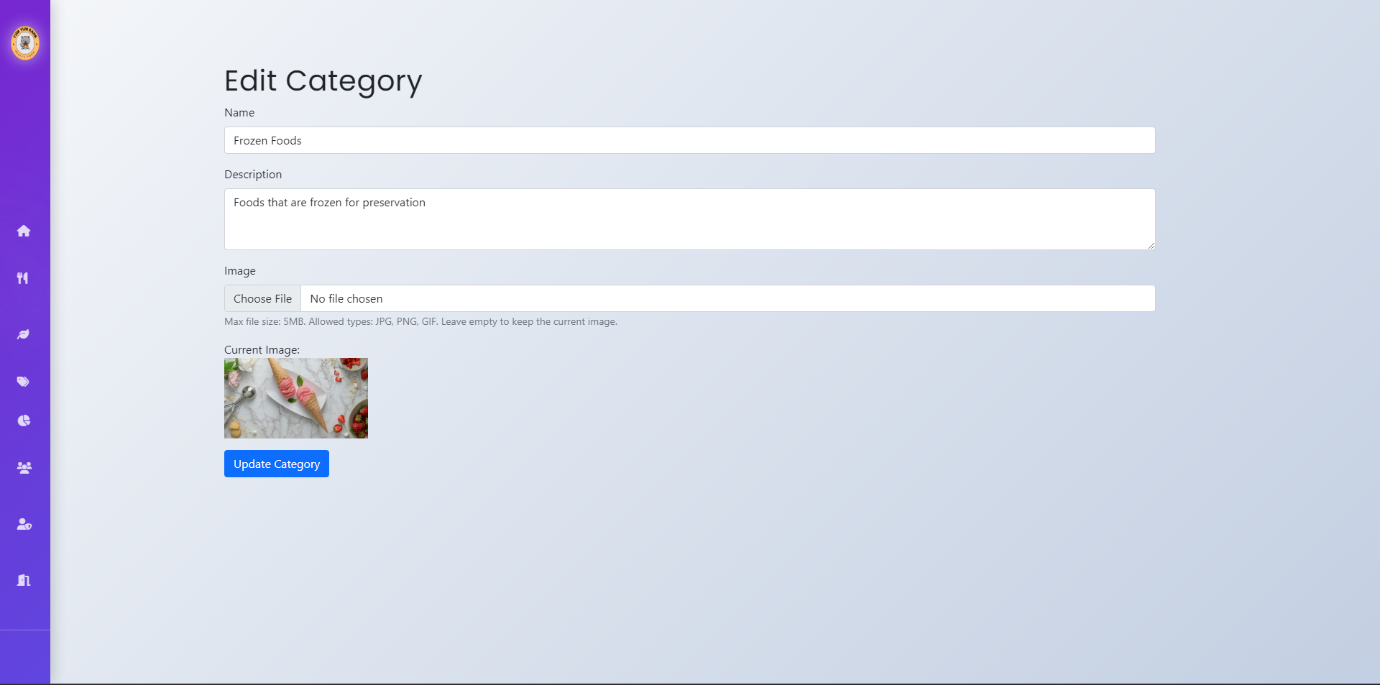 Edit Category
Name
Frozen Foods
Description
Foods that are frozen for preservation
Image
Choose File No file chosen
Max file size: 5MB. Allowed types: JPG, PNG, GIF. Leave empty to keep the current image.
Current Image:
Update Category